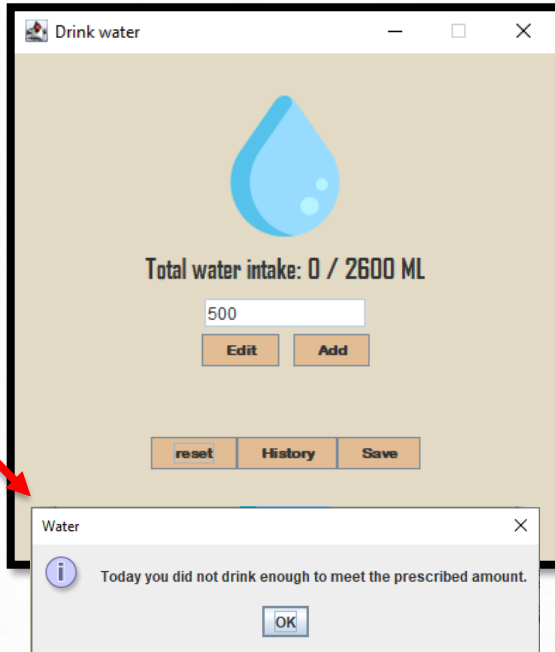 Drink water
Total water intake: 0 / 2600 ML
500
Edit Add
reset History Save
Water
i Today you did not drink enough to meet the prescribed amount.
OK